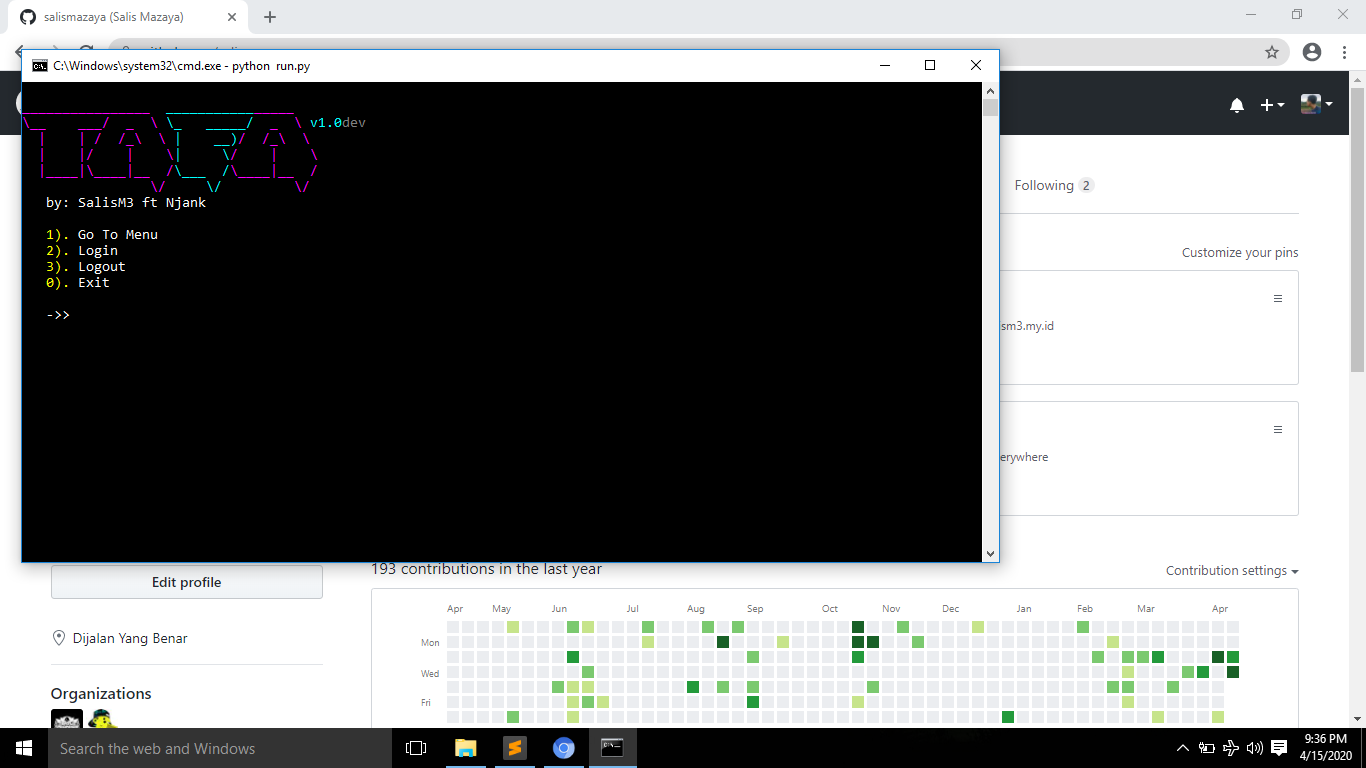 salismazaya (Salis Mazaya)
C:\Windows\system32\cmd.exe - python  run.py
v1.0dev
by: SalisM3 ft Njank
1). Go To Menu
2). Login
3). Logout
0). Exit
->>
Following 2
Customize your pins
sm3.my.id
erywhere
193 contributions in the last year
Contribution settings
Edit profile
Dijalan Yang Benar
Organizations
Apr May Jun Jul Aug Sep Oct Nov Dec Jan Feb Mar Apr
Mon
Wed
Fri
Search the web and Windows
9:36 PM
4/15/2020